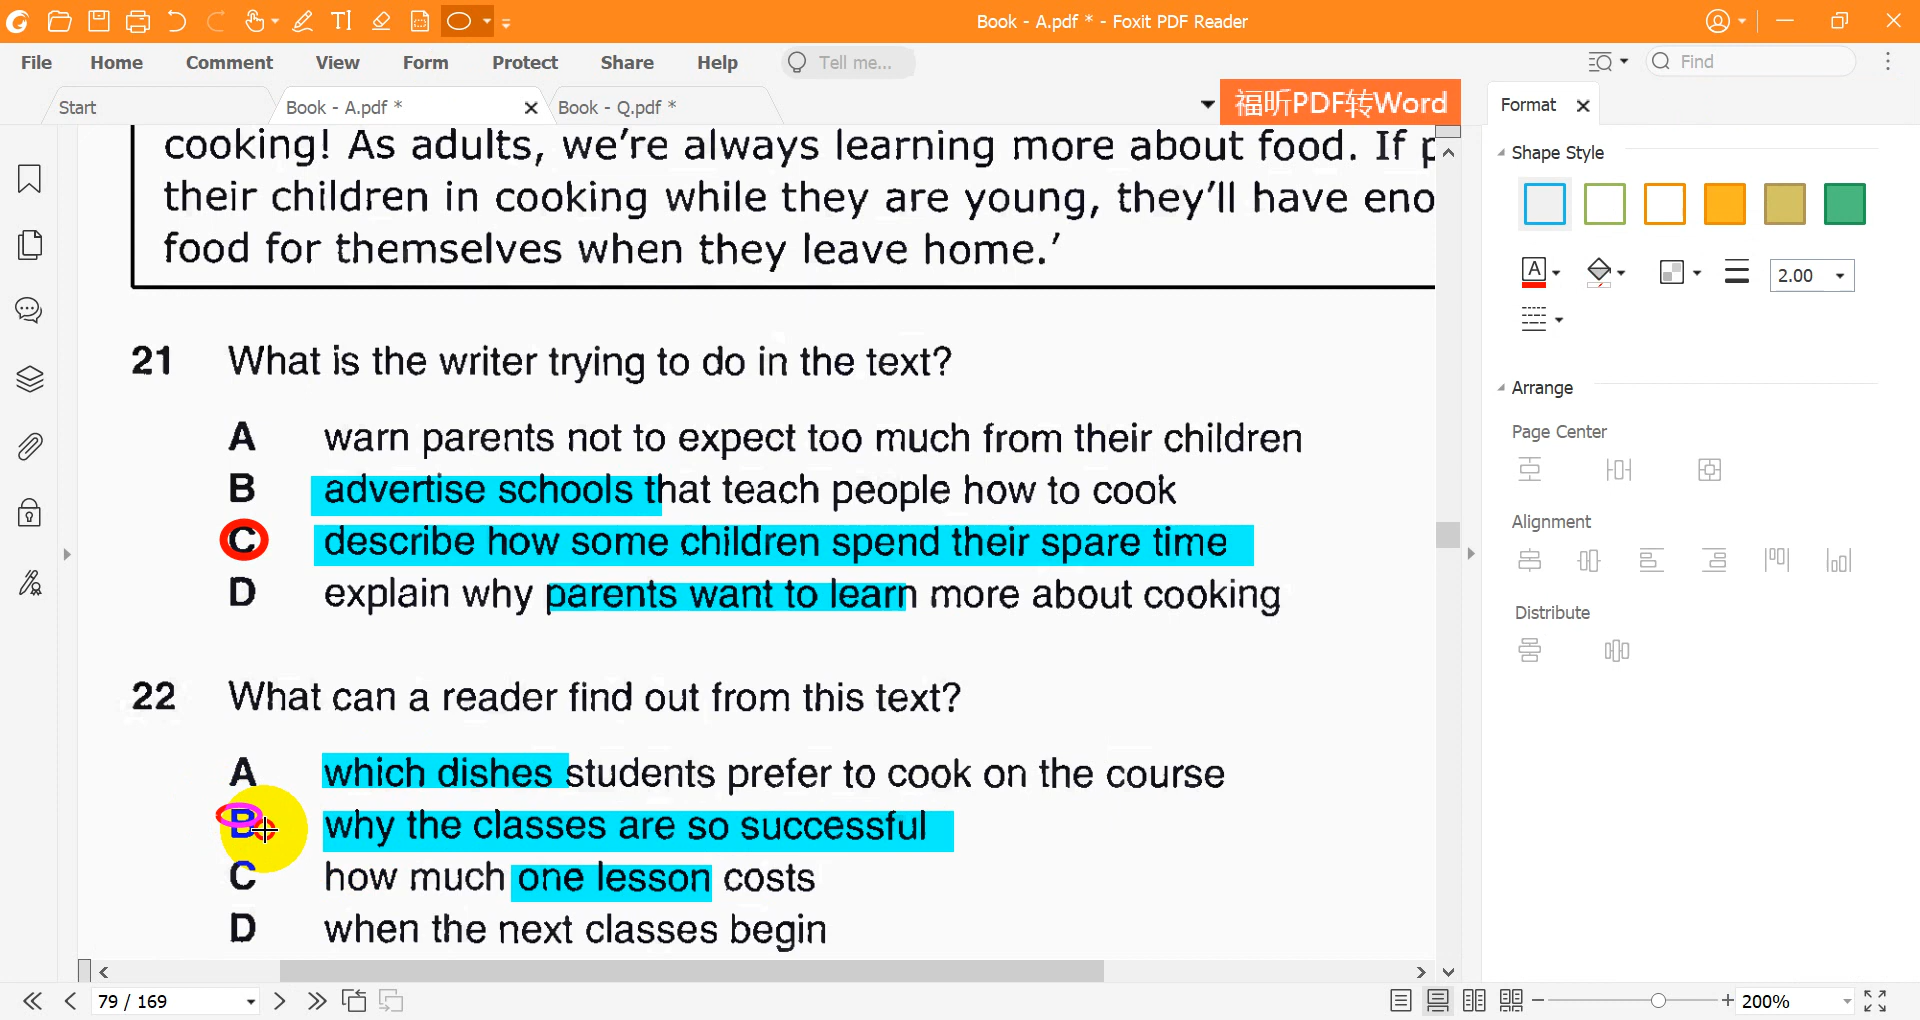 Book - A.pdf * - Foxit PDF Reader
File Home Comment View Form Protect Share Help Tell me... Find
Start Book - A.pdf * Book - Q.pdf * 福昕PDF转Word Format
cooking! As adults, we're always learning more about food. If p
their children in cooking while they are young, they'll have eno
food for themselves when they leave home.'
21 What is the writer trying to do in the text?
A warn parents not to expect too much from their children
B advertise schools that teach people how to cook
C describe how some children spend their spare time
D explain why parents want to learn more about cooking
22 What can a reader find out from this text?
A which dishes students prefer to cook on the course
B why the classes are so successful
C how much one lesson costs
D when the next classes begin
Shape Style
2.00
Arrange
Page Center
Alignment
Distribute
79 / 169
200%